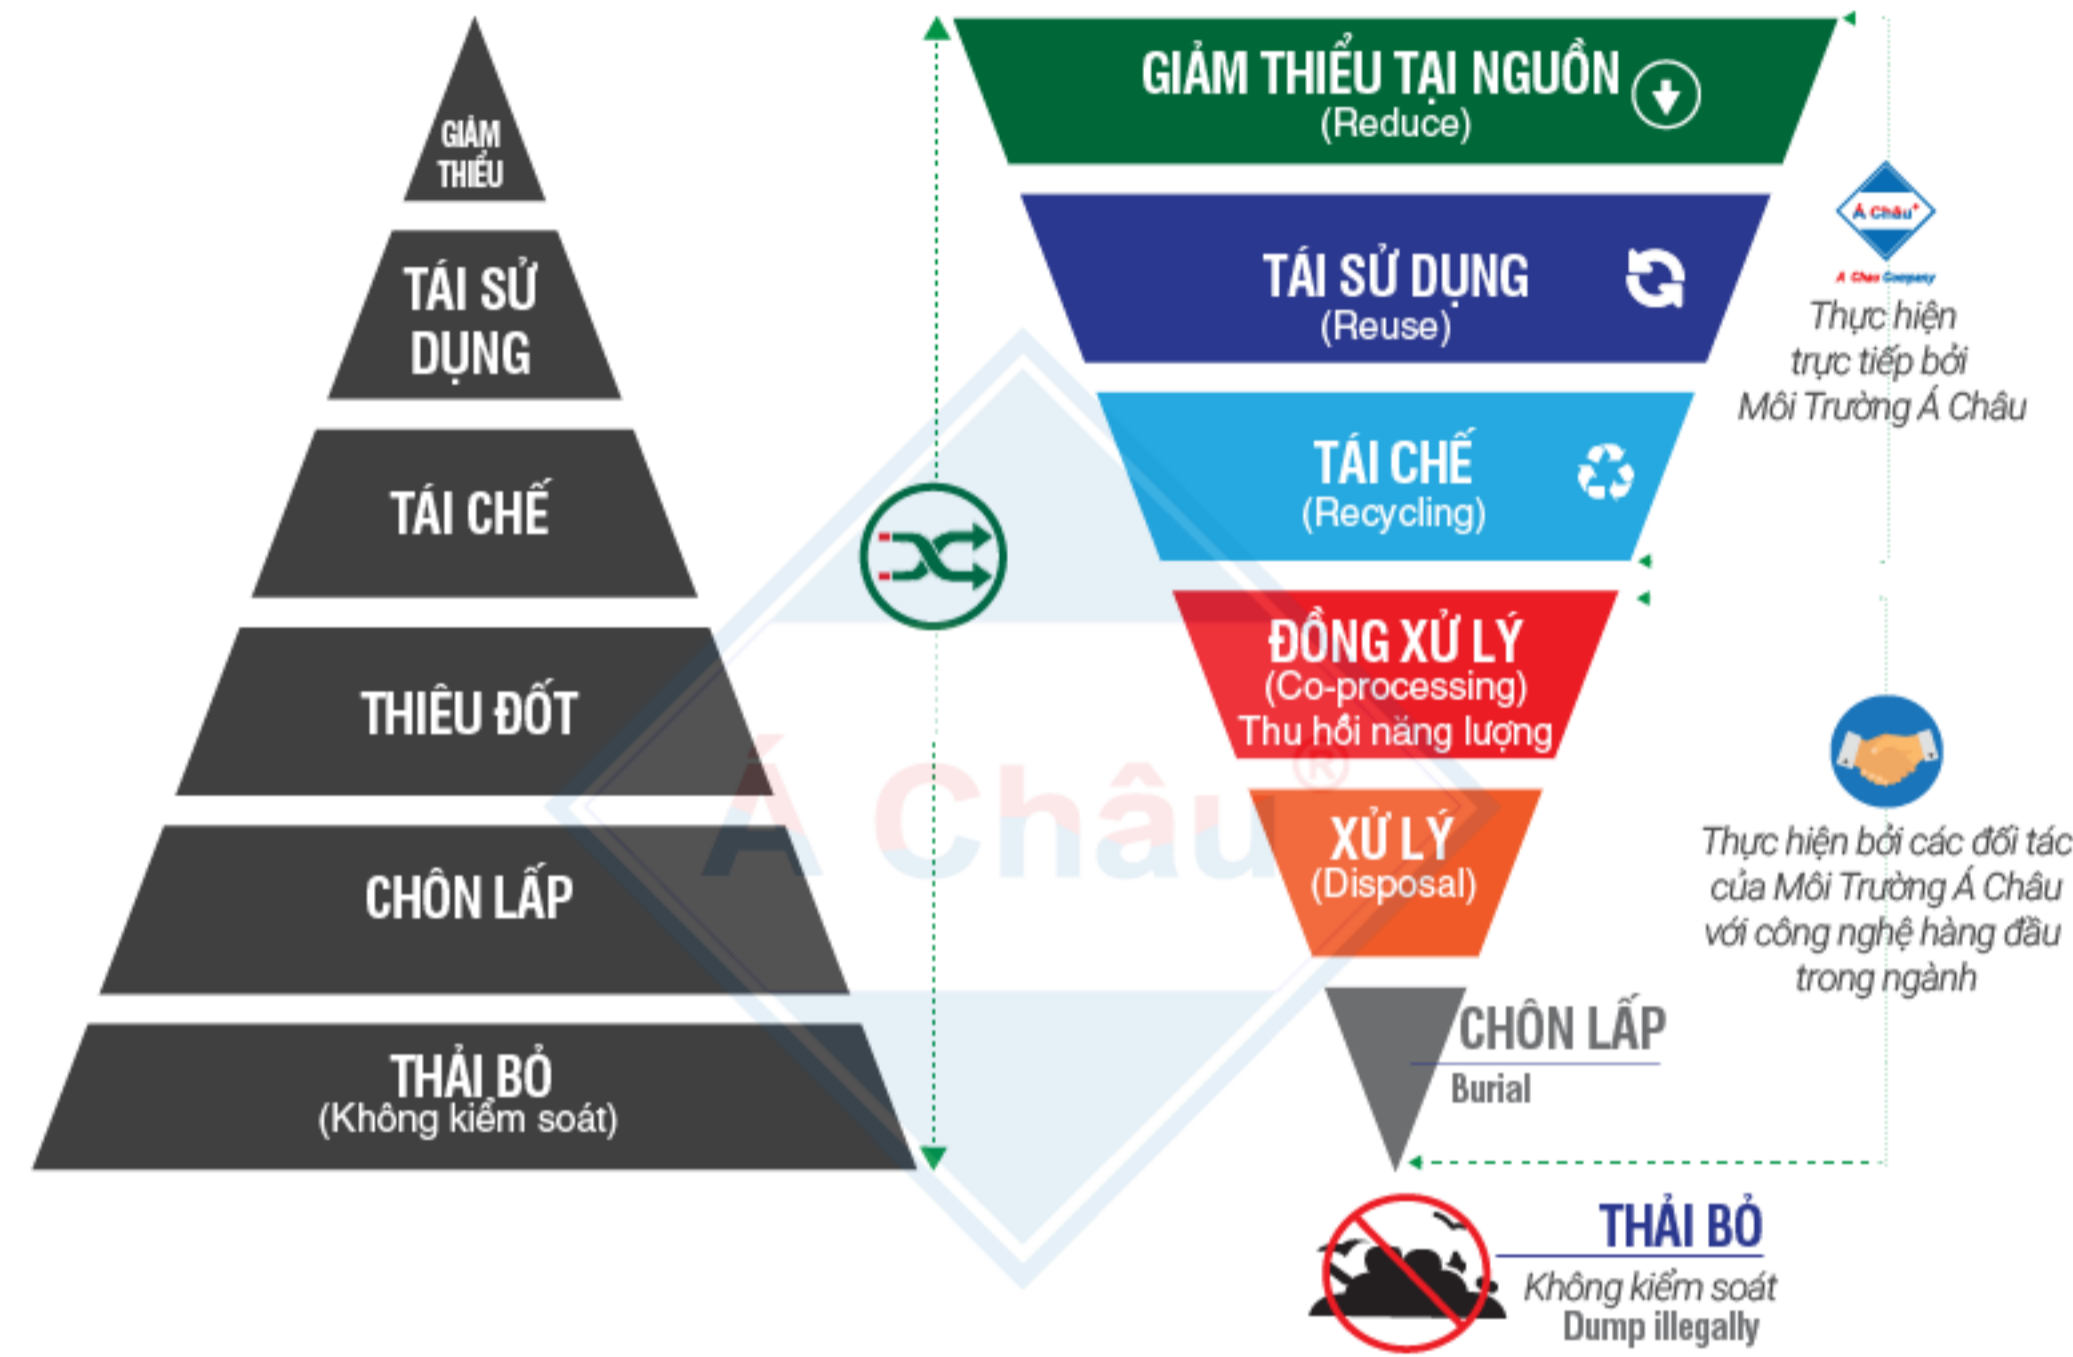 GIẢM
THIỂU
TÁI SỬ
DỤNG
TÁI CHẾ
THIÊU ĐỐT
CHÔN LẤP
THẢI BỎ
(Không kiểm soát)
GIẢM THIỂU TẠI NGUỒN
(Reduce)
TÁI SỬ DỤNG
(Reuse)
TÁI CHẾ
(Recycling)
ĐỒNG XỬ LÝ
(Co-processing)
Thu hồi năng lượng
XỬ LÝ
(Disposal)
CHÔN LẤP
Burial
THẢI BỎ
Không kiểm soát
Dump illegally
Á Châu+
A Chau Company
Thực hiện
trực tiếp bởi
Môi Trường Á Châu
Thực hiện bởi các đối tác
của Môi Trường Á Châu
với công nghệ hàng đầu
trong ngành
Á Châu®